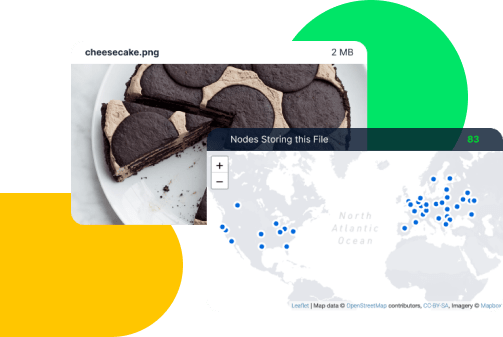 cheesecake.png 2 MB
Nodes Storing this File 83
+
−
North
Atlantic
Ocean
Leaflet | Map data © OpenStreetMap contributors, CC-BY-SA, Imagery © Mapbox